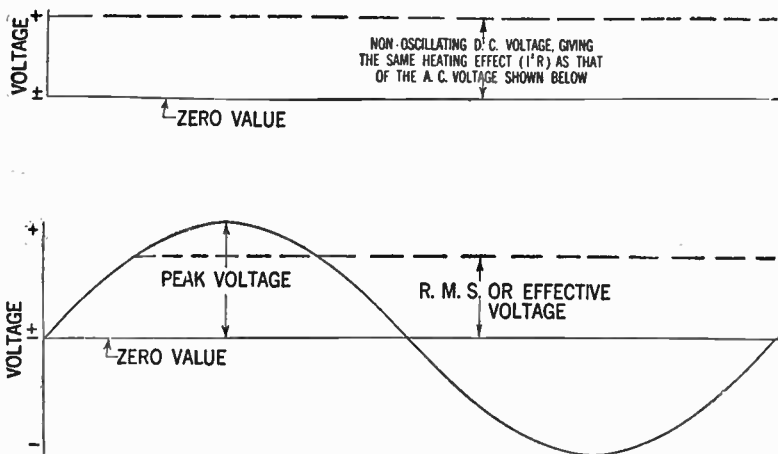 VOLTAGE
+
±
NON-OSCILLATING D. C. VOLTAGE, GIVING
THE SAME HEATING EFFECT (I²R) AS THAT
OF THE A. C. VOLTAGE SHOWN BELOW
ZERO VALUE
VOLTAGE
+
±
-
PEAK VOLTAGE
R. M. S. OR EFFECTIVE
VOLTAGE
ZERO VALUE